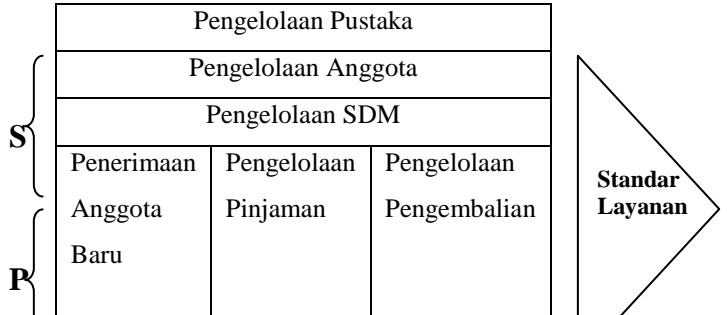 Pengelolaan Pustaka
Pengelolaan Anggota
Pengelolaan SDM
S
Penerimaan
Anggota
Baru
Pengelolaan
Pinjaman
Pengelolaan
Pengembalian
P
Standar
Layanan